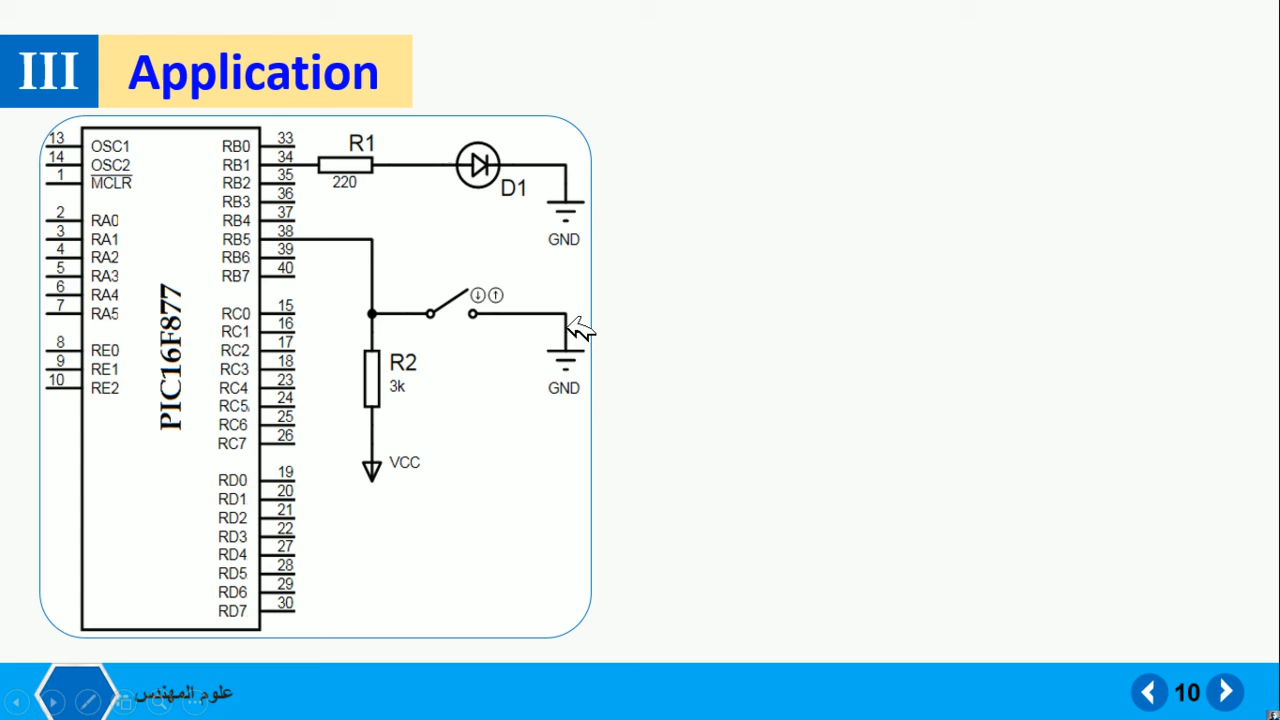 III Application
13 OSC1
14 OSC2
1 MCLR
2 RA0
3 RA1
4 RA2
5 RA3
6 RA4
7 RA5
8 RE0
9 RE1
10 RE2
PIC16F877
RB0 33
RB1 34
RB2 35
RB3 36
RB4 37
RB5 38
RB6 39
RB7 40
RC0 15
RC1 16
RC2 17
RC3 18
RC4 23
RC5 24
RC6 25
RC7 26
RD0 19
RD1 20
RD2 21
RD3 22
RD4 27
RD5 28
RD6 29
RD7 30
R1
220
D1
GND
R2
3k
GND
VCC
علوم المهندس
10